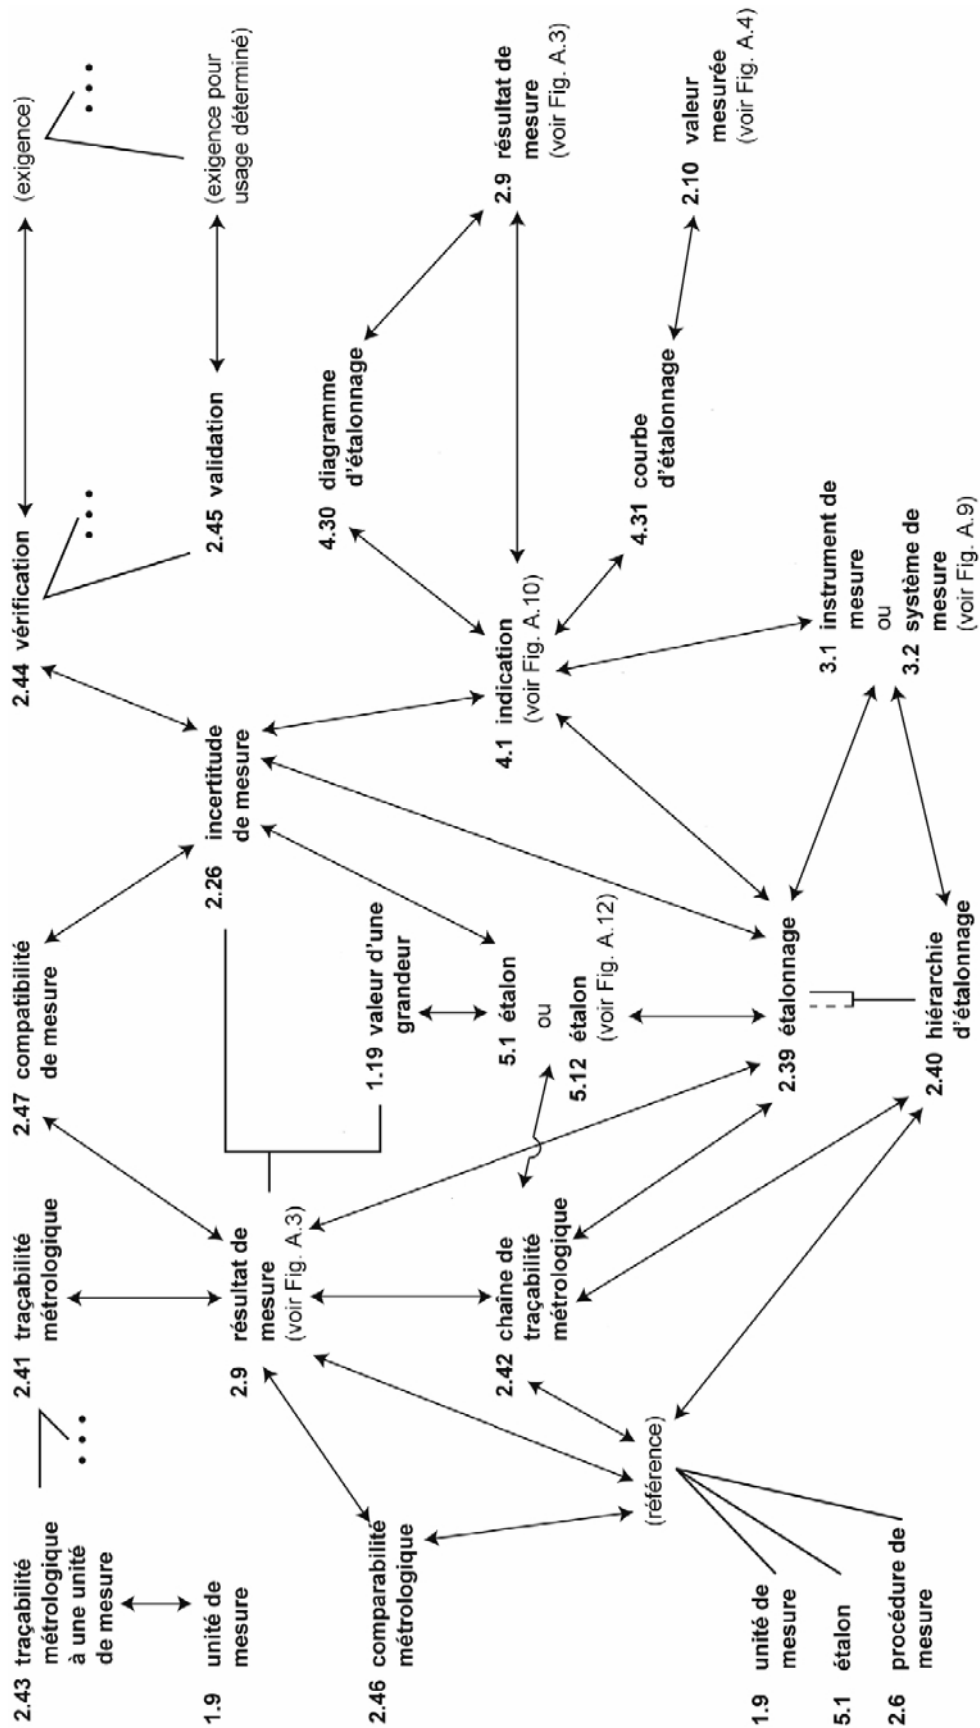 2.43 traçabilité
métrologique
à une unité
de mesure
1.9 unité de
mesure
2.46 comparabilité
métrologique
1.9 unité de
mesure
5.1 étalon
2.6 procédure de
mesure
(référence)
2.41 traçabilité
métrologique
2.9 résultat de
mesure
(voir Fig. A.3)
2.42 chaîne de
traçabilité
métrologique
2.47 compatibilité
de mesure
2.26 incertitude
de mesure
1.19 valeur d'une
grandeur
5.1 étalon
ou
5.12 étalon
(voir Fig. A.12)
2.39 étalonnage
2.40 hiérarchie
d'étalonnage
2.44 vérification
2.45 validation
4.30 diagramme
d'étalonnage
4.1 indication
(voir Fig. A.10)
4.31 courbe
d'étalonnage
3.1 instrument de
mesure
ou
3.2 système de
mesure
(voir Fig. A.9)
(exigence)
(exigence pour
usage déterminé)
2.9 résultat de
mesure
(voir Fig. A.3)
2.10 valeur
mesurée
(voir Fig. A.4)